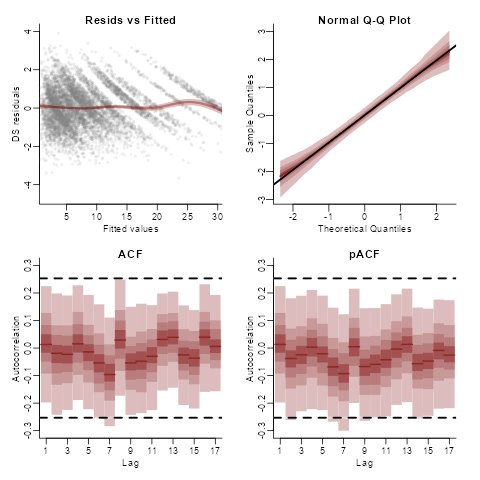 Resids vs Fitted
4
2
0
-2
-4
DS residuals
5 10 15 20 25 30
Fitted values
Normal Q-Q Plot
3
2
1
0
-1
-2
-3
Sample Quantiles
-2 -1 0 1 2
Theoretical Quantiles
ACF
0.3
0.2
0.1
0.0
-0.1
-0.2
-0.3
Autocorrelation
1 3 5 7 9 11 13 15 17
Lag
pACF
0.3
0.2
0.1
0.0
-0.1
-0.2
-0.3
Autocorrelation
1 3 5 7 9 11 13 15 17
Lag